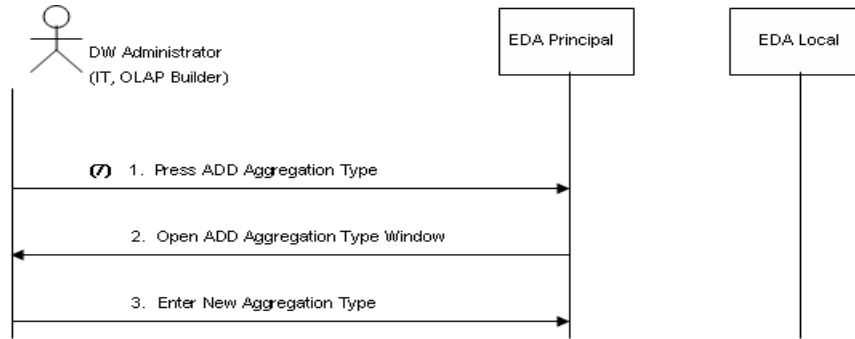 DW Administrator
(IT, OLAP Builder)
EDA Principal
EDA Local
(7) 1. Press ADD Aggregation Type
2. Open ADD Aggregation Type Window
3. Enter New Aggregation Type